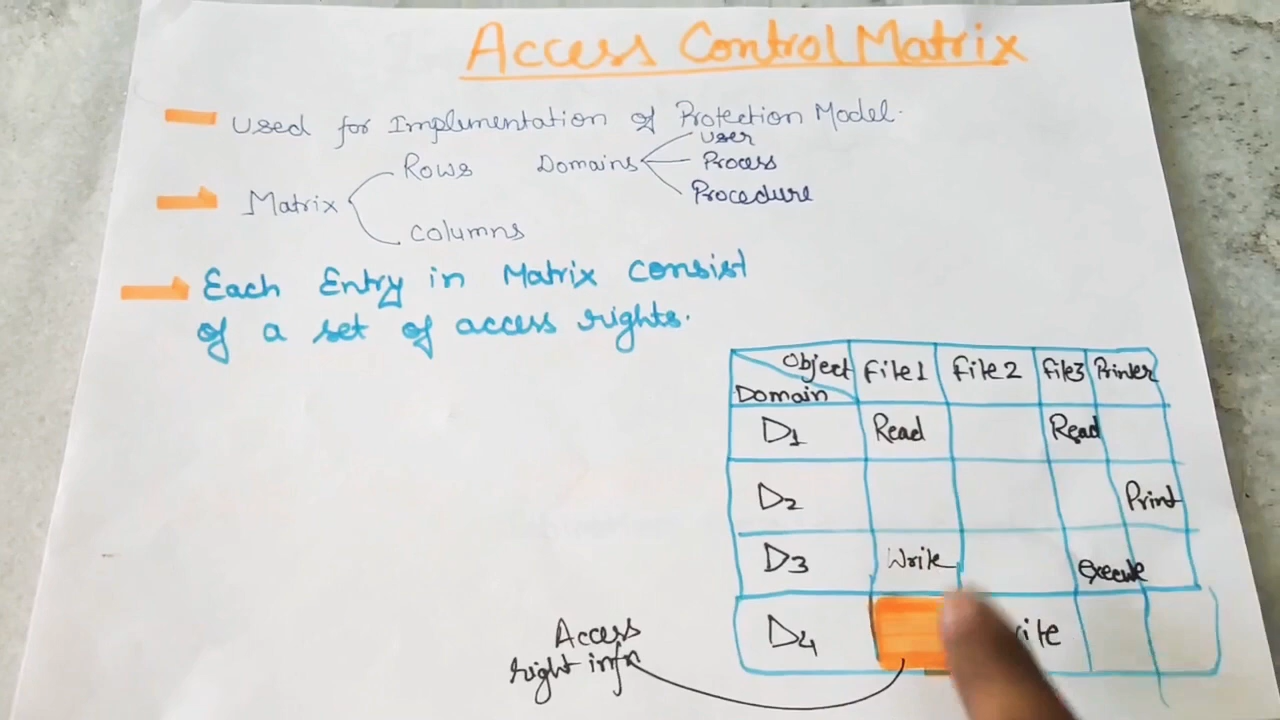 Access Control Matrix
Used for Implementation of Protection Model.
Matrix
Rows
Columns
Domains
User
Process
Procedure
Each Entry in Matrix consist
of a set of access rights.
Object File1 File2 File3 Printer
Domain
D1 Read Read
D2 Print
D3 Write Execute
D4
Access
right infn